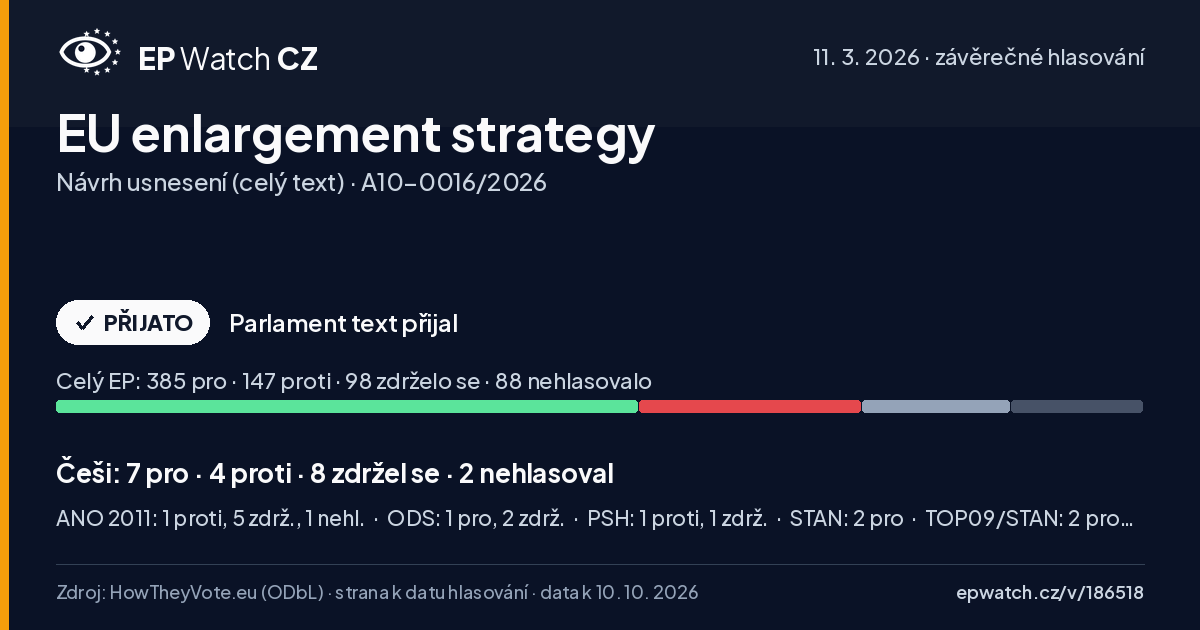 EP Watch CZ
11. 3. 2026 · závěrečné hlasování
EU enlargement strategy
Návrh usnesení (celý text) · A10–0016/2026
✓ PŘIJATO
Parlament text přijal
Celý EP: 385 pro · 147 proti · 98 zdrželo se · 88 nehlasovalo
Češi: 7 pro · 4 proti · 8 zdržel se · 2 nehlasoval
ANO 2011: 1 proti, 5 zdrž., 1 nehl. · ODS: 1 pro, 2 zdrž. · PSH: 1 proti, 1 zdrž. · STAN: 2 pro · TOP09/STAN: 2 pro…
Zdroj: HowTheyVote.eu (ODbL) · strana k datu hlasování · data k 10. 10. 2026
epwatch.cz/v/186518